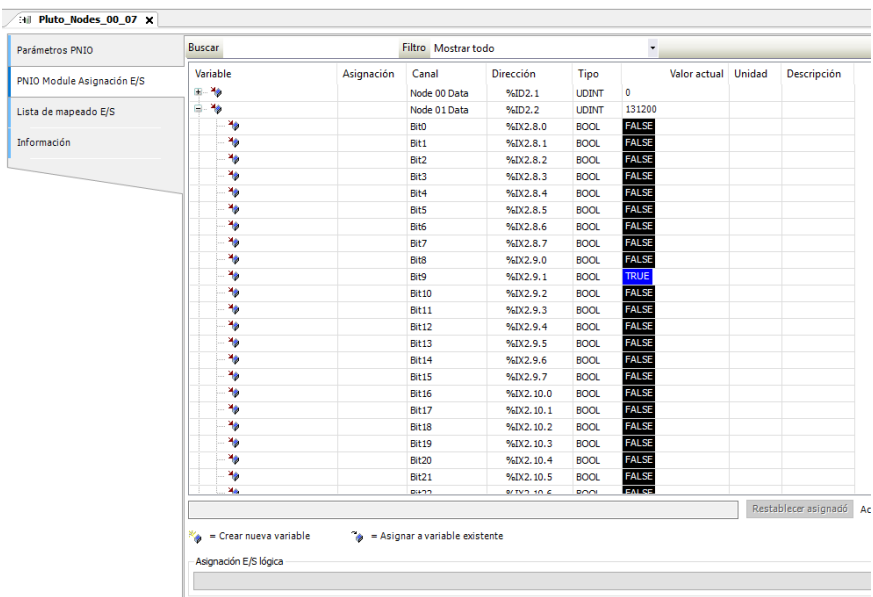 Pluto_Nodes_00_07 x
Parámetros PNIO
PNIO Module Asignación E/S
Lista de mapeado E/S
Información
Buscar Filtro Mostrar todo
Variable Asignación Canal Dirección Tipo Valor actual Unidad Descripción
Node 00 Data %ID2.1 UDINT 0
Node 01 Data %ID2.2 UDINT 131200
Bit0 %IX2.8.0 BOOL FALSE
Bit1 %IX2.8.1 BOOL FALSE
Bit2 %IX2.8.2 BOOL FALSE
Bit3 %IX2.8.3 BOOL FALSE
Bit4 %IX2.8.4 BOOL FALSE
Bit5 %IX2.8.5 BOOL FALSE
Bit6 %IX2.8.6 BOOL FALSE
Bit7 %IX2.8.7 BOOL FALSE
Bit8 %IX2.9.0 BOOL FALSE
Bit9 %IX2.9.1 BOOL TRUE
Bit10 %IX2.9.2 BOOL FALSE
Bit11 %IX2.9.3 BOOL FALSE
Bit12 %IX2.9.4 BOOL FALSE
Bit13 %IX2.9.5 BOOL FALSE
Bit14 %IX2.9.6 BOOL FALSE
Bit15 %IX2.9.7 BOOL FALSE
Bit16 %IX2.10.0 BOOL FALSE
Bit17 %IX2.10.1 BOOL FALSE
Bit18 %IX2.10.2 BOOL FALSE
Bit19 %IX2.10.3 BOOL FALSE
Bit20 %IX2.10.4 BOOL FALSE
Bit21 %IX2.10.5 BOOL FALSE
Bit22 %IX2.10.6 BOOL FALSE
Restablecer asignació Ac
= Crear nueva variable = Asignar a variable existente
Asignación E/S lógica